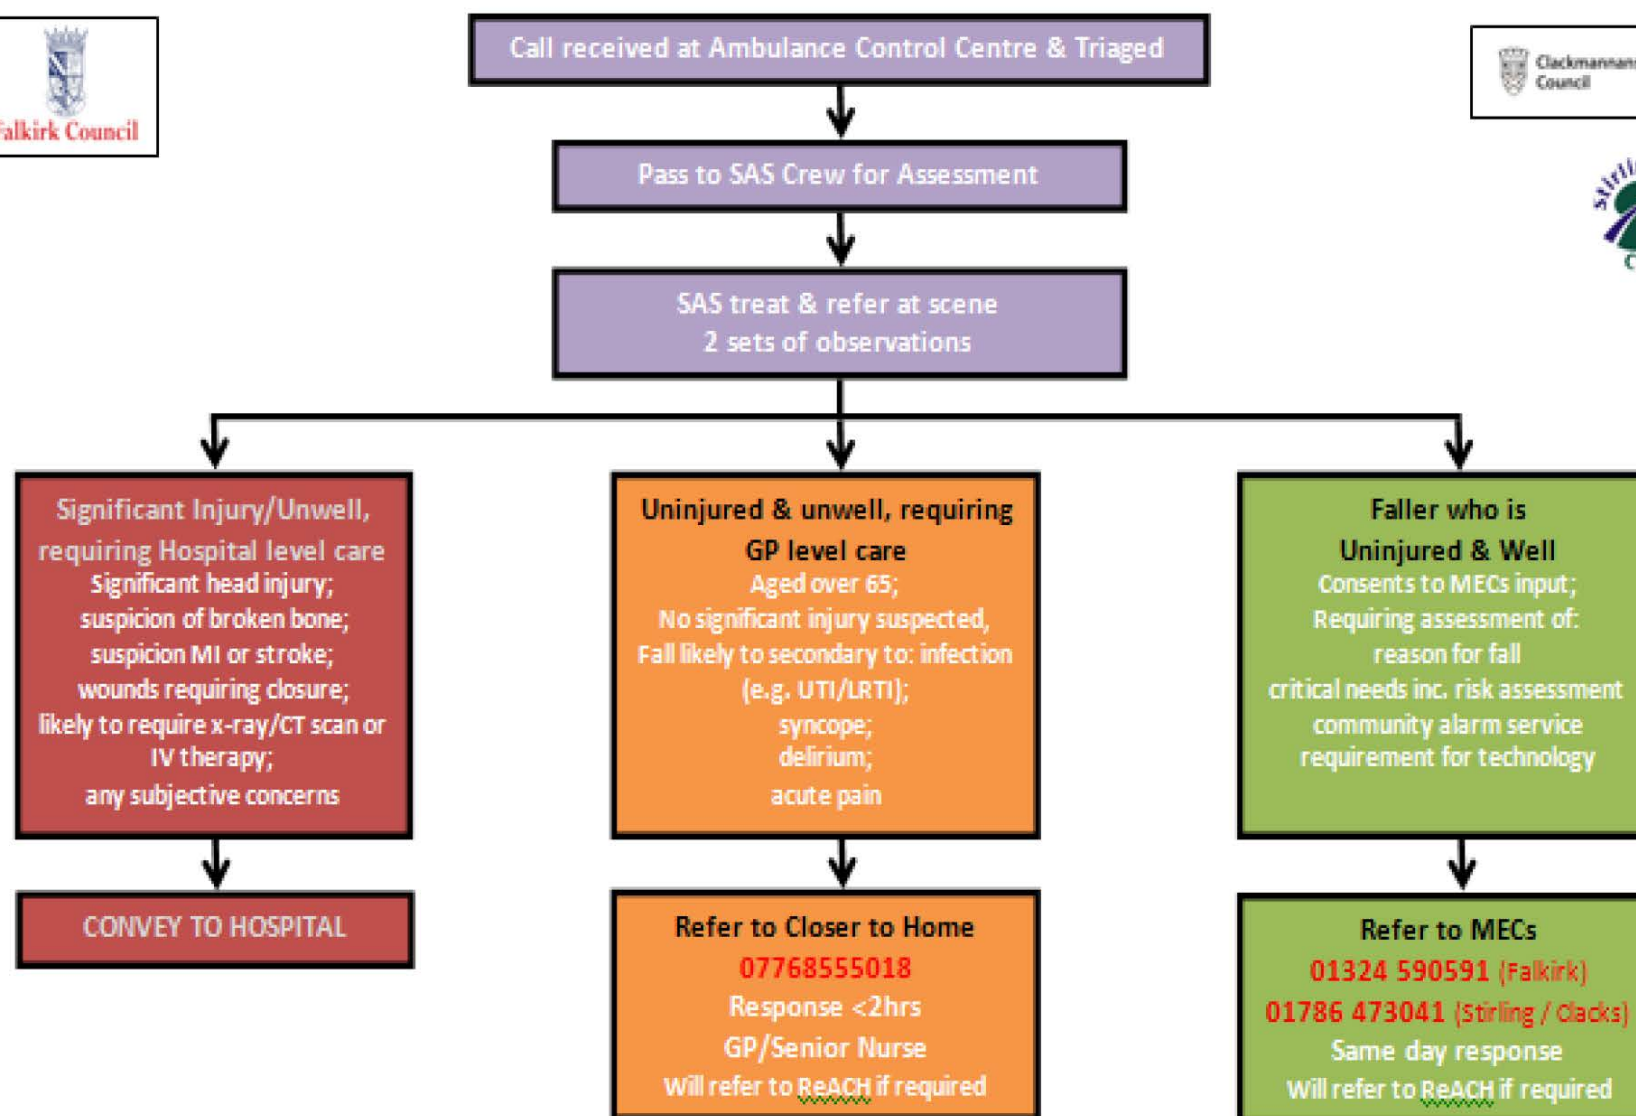 Falkirk Council
Clackmannans
Council
Call received at Ambulance Control Centre & Triaged
Pass to SAS Crew for Assessment
SAS treat & refer at scene
2 sets of observations
Significant Injury/Unwell,
requiring Hospital level care
Significant head injury;
suspicion of broken bone;
suspicion MI or stroke;
wounds requiring closure;
likely to require x-ray/CT scan or
IV therapy;
any subjective concerns
CONVEY TO HOSPITAL
Uninjured & unwell, requiring
GP level care
Aged over 65;
No significant injury suspected,
Fall likely to secondary to: infection
(e.g. UTI/LRTI);
syncope;
delirium;
acute pain
Refer to Closer to Home
07768555018
Response <2hrs
GP/Senior Nurse
Will refer to ReACH if required
Faller who is
Uninjured & Well
Consents to MECs input;
Requiring assessment of:
reason for fall
critical needs inc. risk assessment
community alarm service
requirement for technology
Refer to MECs
01324 590591 (Falkirk)
01786 473041 (Stirling / Clacks)
Same day response
Will refer to ReACH if required